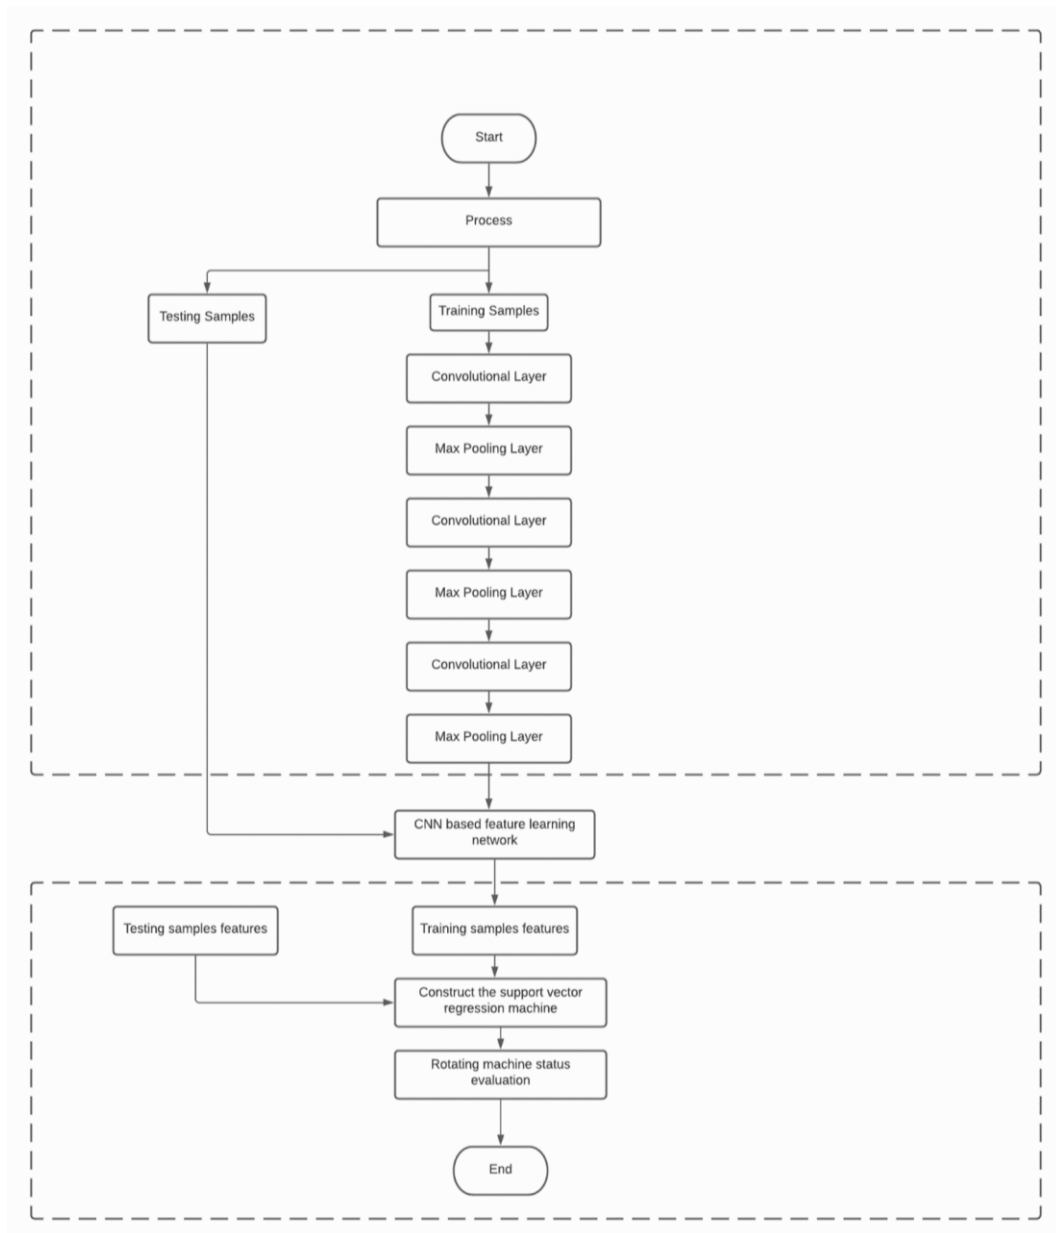 Start
Process
Testing Samples
Training Samples
Convolutional Layer
Max Pooling Layer
Convolutional Layer
Max Pooling Layer
Convolutional Layer
Max Pooling Layer
CNN based feature learning
network
Testing samples features
Training samples features
Construct the support vector
regression machine
Rotating machine status
evaluation
End